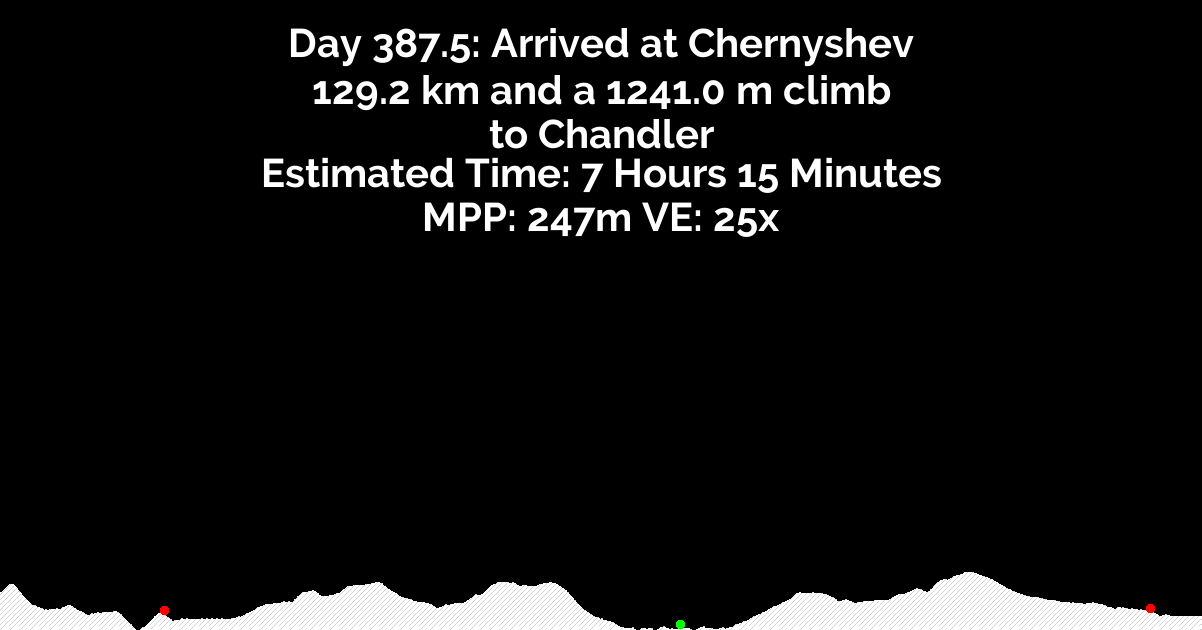 Day 387.5: Arrived at Chernyshev
129.2 km and a 1241.0 m climb
to Chandler
Estimated Time: 7 Hours 15 Minutes
MPP: 247m VE: 25x